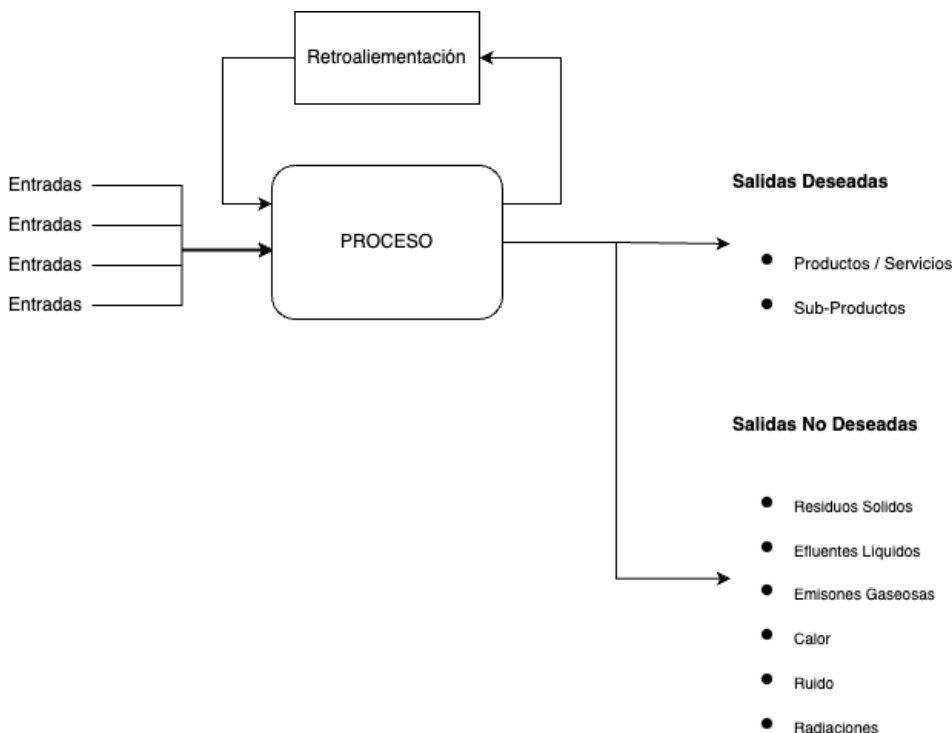 Retroaliementación
Entradas
Entradas
Entradas
Entradas
PROCESO
Salidas Deseadas
Productos / Servicios
Sub-Productos
Salidas No Deseadas
Residuos Solidos
Efluentes Líquidos
Emisones Gaseosas
Calor
Ruido
Radiaciones